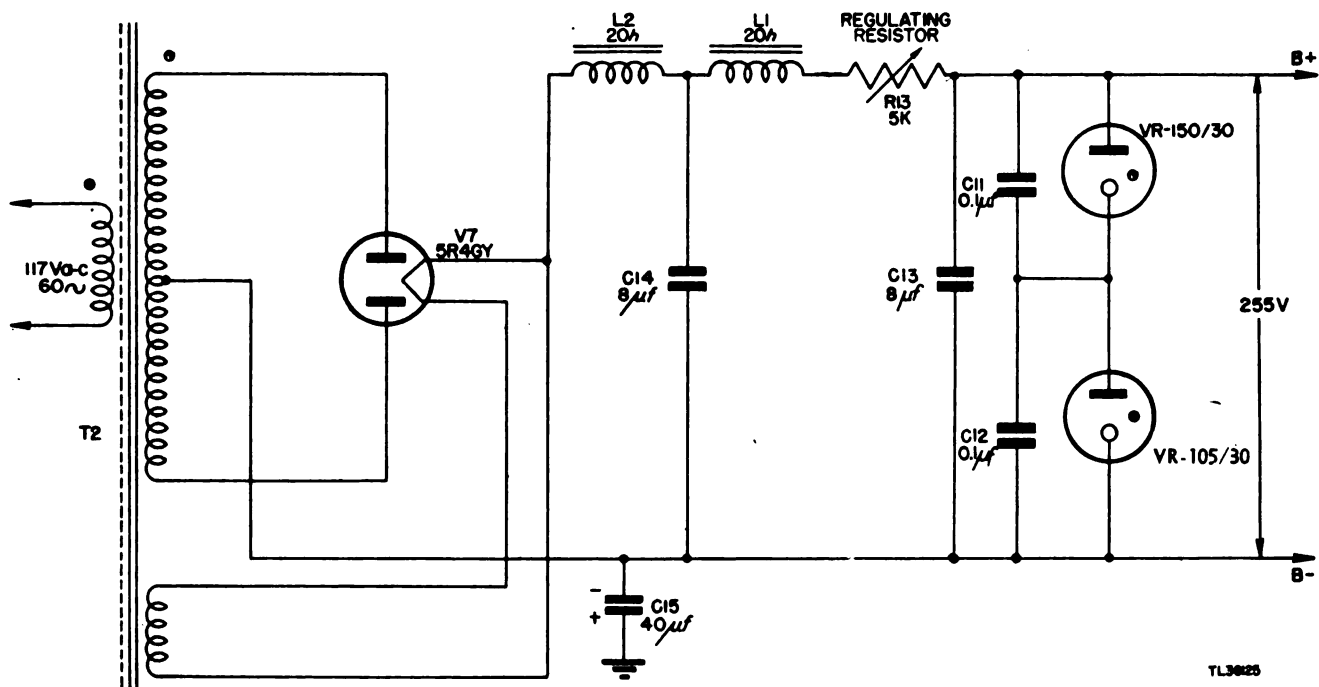 L2
20h
L1
20h
REGULATING
RESISTOR
B+
R13
5K
VR-150/30
C11
0.1µf
117Va-c
60~
V7
5R4GY
C14
8µf
C13
8µf
255V
T2
C12
0.1µf
VR-105/30
B-
-
+
C15
40µf